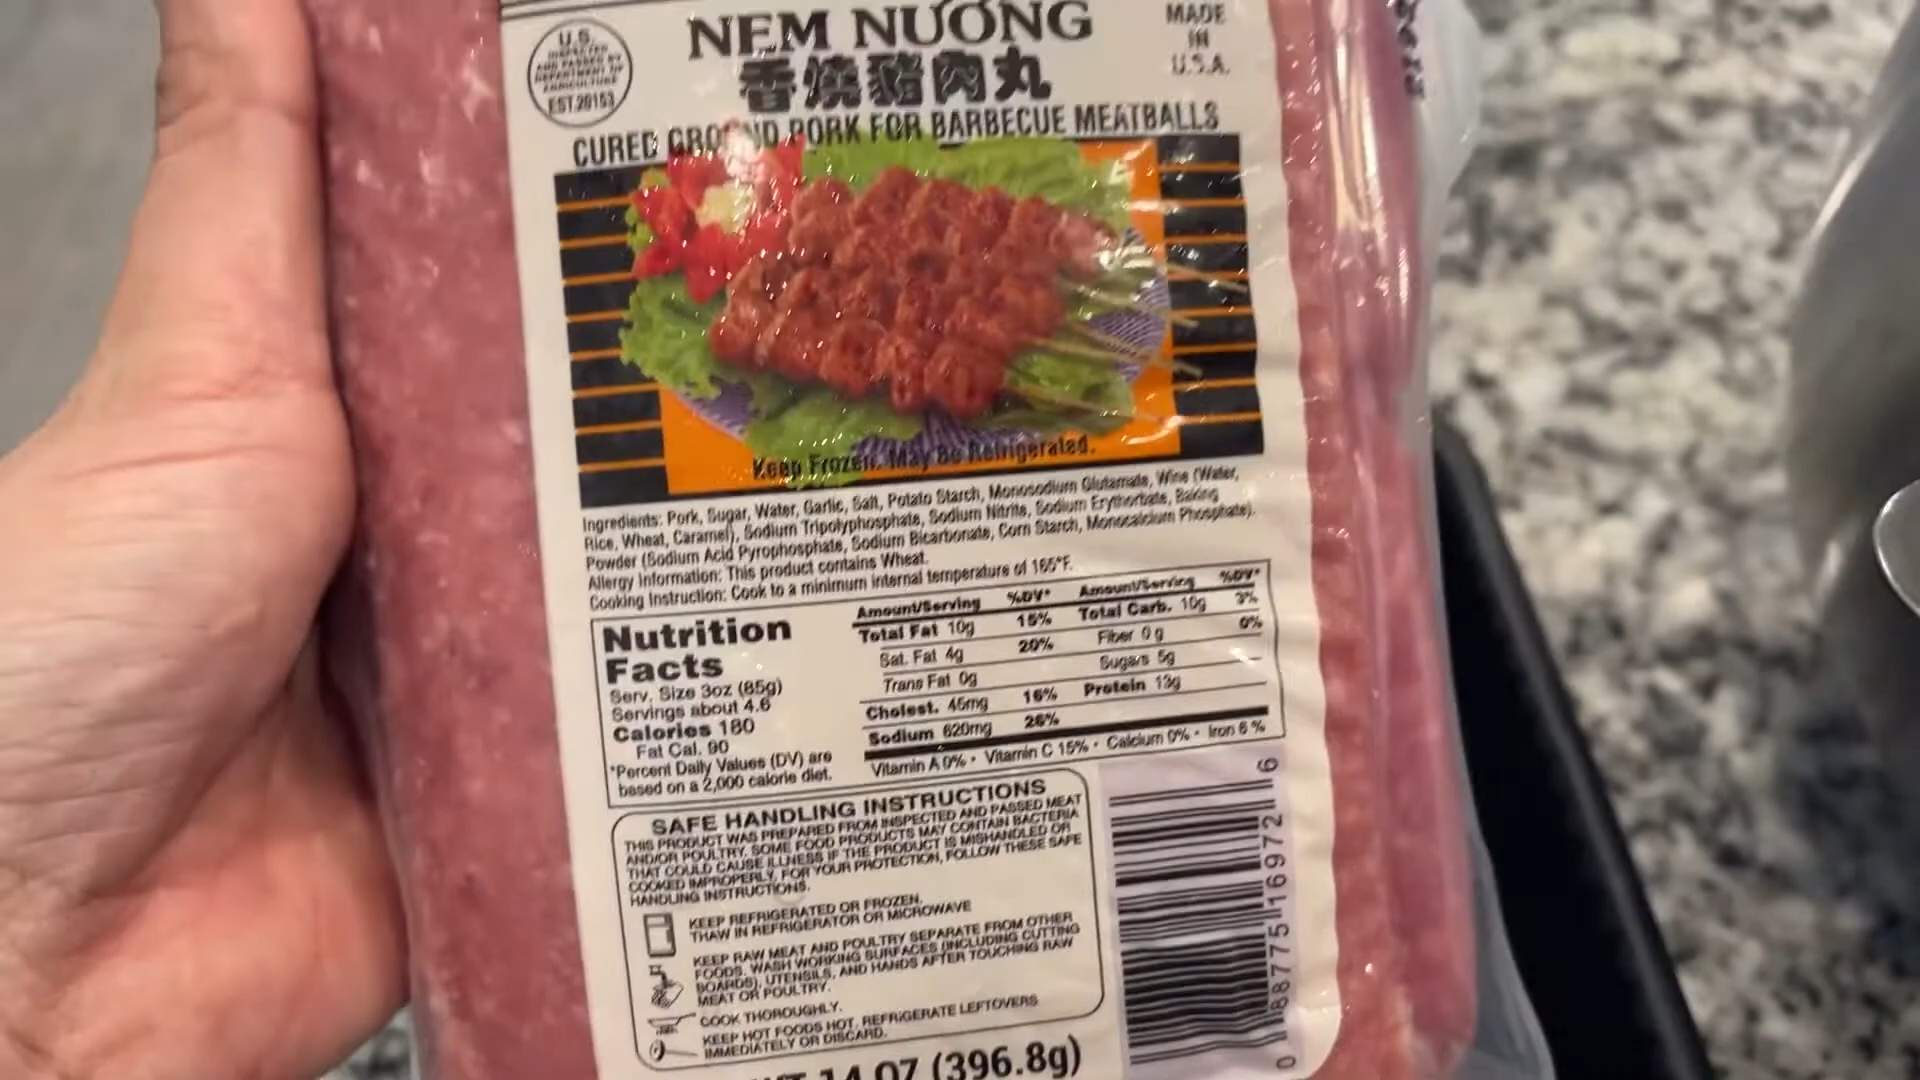 NEM NƯỚNG
香燒豬肉丸
MADE
IN
U.S.A.
U.S.
INSPECTED
AND PASSED BY
DEPARTMENT OF
AGRICULTURE
EST.20153
CURED GROUND PORK FOR BARBECUE MEATBALLS
Keep Frozen. May Be Refrigerated.
Ingredients: Pork, Sugar, Water, Garlic, Salt, Potato Starch, Monosodium Glutamate, Wine (Water,
Rice, Wheat, Caramel), Sodium Tripolyphosphate, Sodium Nitrite, Sodium Erythorbate, Baking
Powder (Sodium Acid Pyrophosphate, Sodium Bicarbonate, Corn Starch, Monocalcium Phosphate).
Allergy Information: This product contains Wheat.
Cooking Instruction: Cook to a minimum internal temperature of 165°F.
Nutrition
Facts
Serv. Size 3oz (85g)
Servings about 4.6
Calories 180
Fat Cal. 90
*Percent Daily Values (DV) are
based on a 2,000 calorie diet.
Amount/Serving %DV* Amount/Serving %DV*
Total Fat 10g 15% Total Carb. 10g 3%
Sat. Fat 4g 20% Fiber 0g 0%
Trans Fat 0g Sugars 5g
Cholest. 45mg 16% Protein 13g
Sodium 620mg 26%
Vitamin A 0% • Vitamin C 15% • Calcium 0% • Iron 6%
SAFE HANDLING INSTRUCTIONS
THIS PRODUCT WAS PREPARED FROM INSPECTED AND PASSED MEAT
AND/OR POULTRY. SOME FOOD PRODUCTS MAY CONTAIN BACTERIA
THAT COULD CAUSE ILLNESS IF THE PRODUCT IS MISHANDLED OR
COOKED IMPROPERLY. FOR YOUR PROTECTION, FOLLOW THESE SAFE
HANDLING INSTRUCTIONS.
KEEP REFRIGERATED OR FROZEN.
THAW IN REFRIGERATOR OR MICROWAVE
KEEP RAW MEAT AND POULTRY SEPARATE FROM OTHER
FOODS. WASH WORKING SURFACES (INCLUDING CUTTING
BOARDS), UTENSILS, AND HANDS AFTER TOUCHING RAW
MEAT OR POULTRY.
COOK THOROUGHLY.
KEEP HOT FOODS HOT. REFRIGERATE LEFTOVERS
IMMEDIATELY OR DISCARD.
0 88775 16972 6
14 OZ (396.8g)